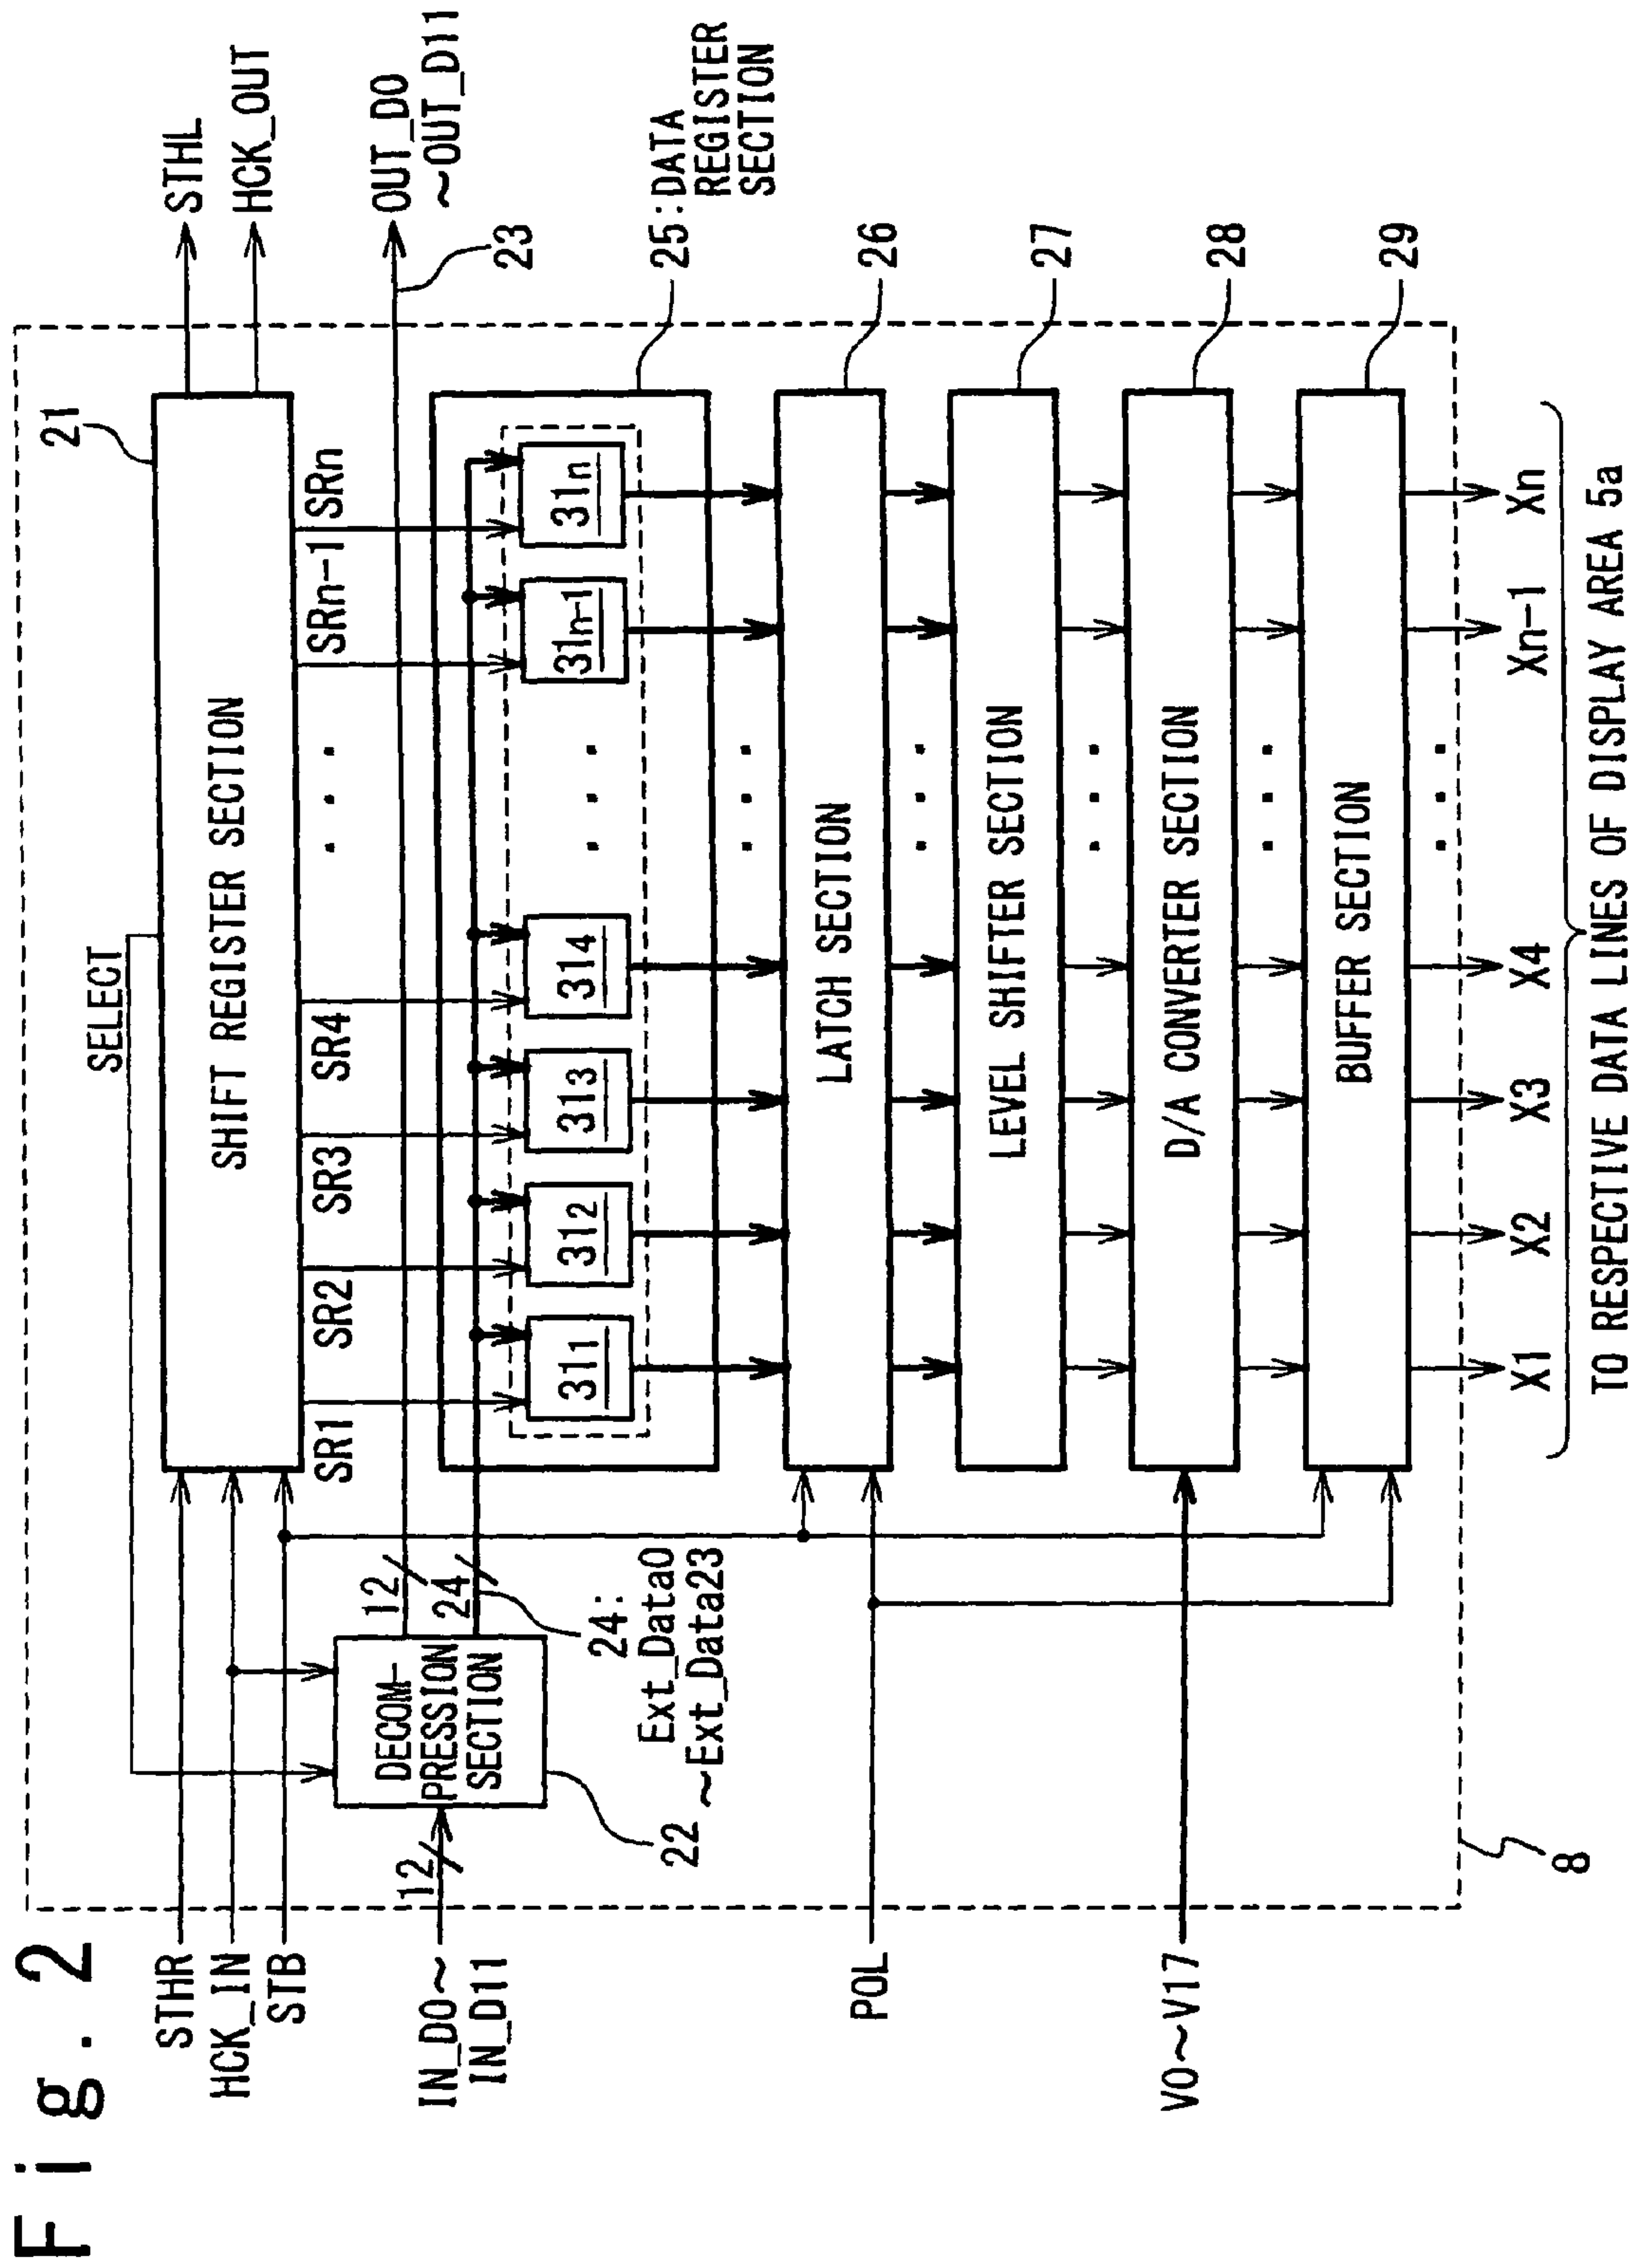 Fig. 2
SELECT
21
STHR
HCK_IN
STB
SHIFT REGISTER SECTION
STHL
HCK_OUT
SR1
SR2
SR3
SR4
SRn-1
SRn
12
24
OUT_D0
~OUT_D11
23
IN_D0~
IN_D11
12
DECOM-
PRESSION
SECTION
22
24:
Ext_Data0
~Ext_Data23
311
312
313
314
31n-1
31n
25:DATA
REGISTER
SECTION
LATCH SECTION
26
POL
LEVEL SHIFTER SECTION
27
V0~V17
D/A CONVERTER SECTION
28
BUFFER SECTION
29
8
X1
X2
X3
X4
Xn-1
Xn
TO RESPECTIVE DATA LINES OF DISPLAY AREA 5a